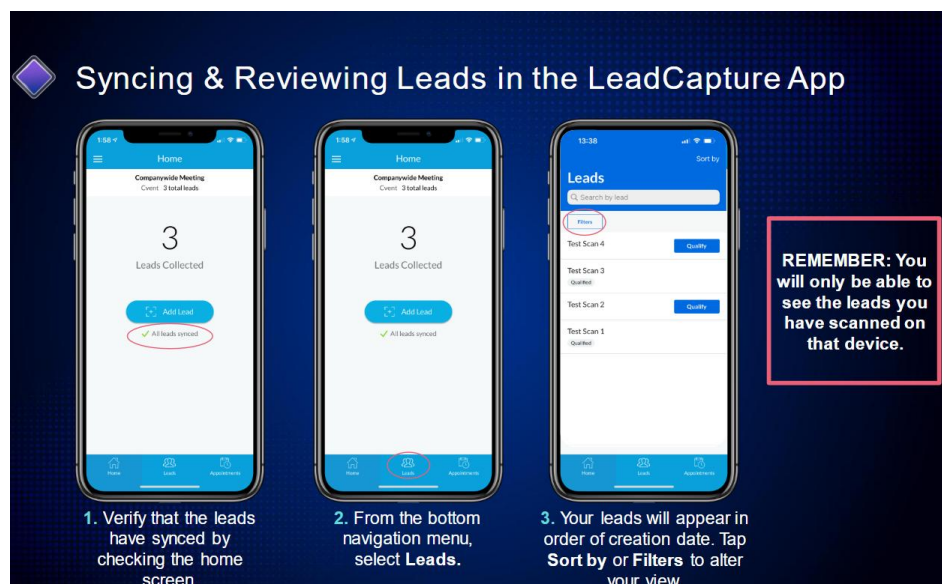 Syncing & Reviewing Leads in the LeadCapture App
1:58
Home
Companywide Meeting
Cvent 3 total leads
3
Leads Collected
Add Lead
All leads synced
Home Leads Appointments
1. Verify that the leads
have synced by
checking the home
screen
1:58
Home
Companywide Meeting
Cvent 3 total leads
3
Leads Collected
Add Lead
All leads synced
Home Leads Appointments
2. From the bottom
navigation menu,
select Leads.
13:38
Sort by
Leads
Search by lead
Filters
Test Scan 4 Qualify
Test Scan 3
Qualified
Test Scan 2 Qualify
Test Scan 1
Qualified
Home Leads Appointments
3. Your leads will appear in
order of creation date. Tap
Sort by or Filters to alter
your view
REMEMBER: You
will only be able to
see the leads you
have scanned on
that device.